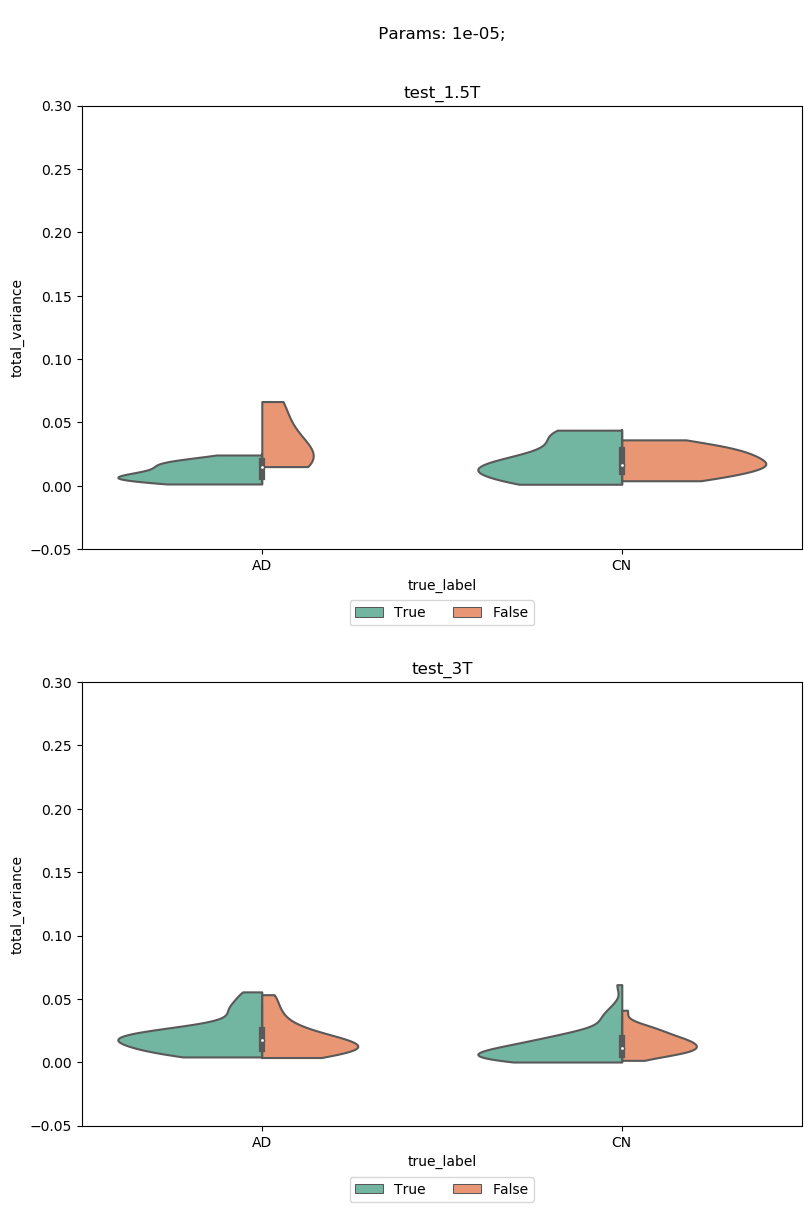 Params: 1e-05;
test_1.5T
0.30
0.25
0.20
0.15
0.10
0.05
0.00
−0.05
total_variance
AD CN
true_label
True False
test_3T
0.30
0.25
0.20
0.15
0.10
0.05
0.00
−0.05
total_variance
AD CN
true_label
True False